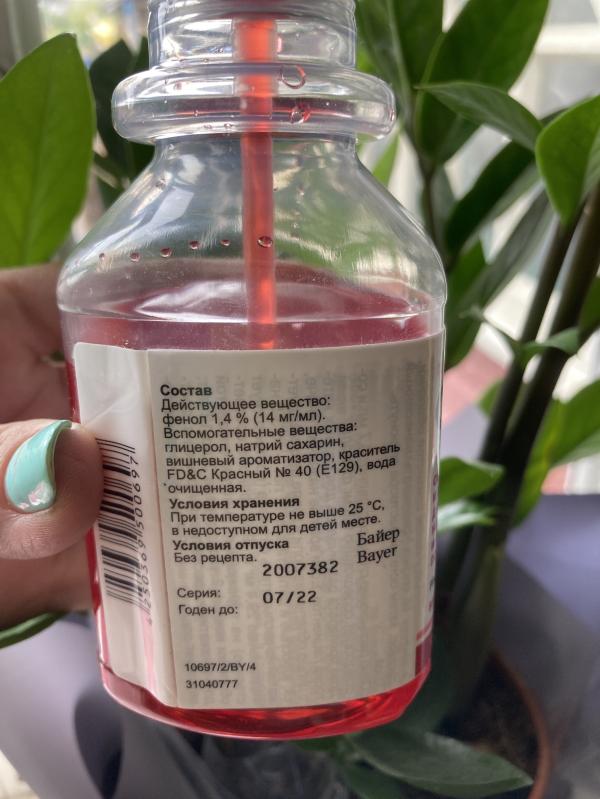 Состав
Действующее вещество:
фенол 1,4 % (14 мг/мл).
Вспомогательные вещества:
глицерол, натрий сахарин,
вишневый ароматизатор, краситель
FD&C Красный № 40 (E129), вода
очищенная.
Условия хранения
При температуре не выше 25 °C,
в недоступном для детей месте.
Условия отпуска
Без рецепта.
Байер
Bayer
2007382
Серия:
07/22
Годен до:
10697/2/BY/4
31040777
4250369500697